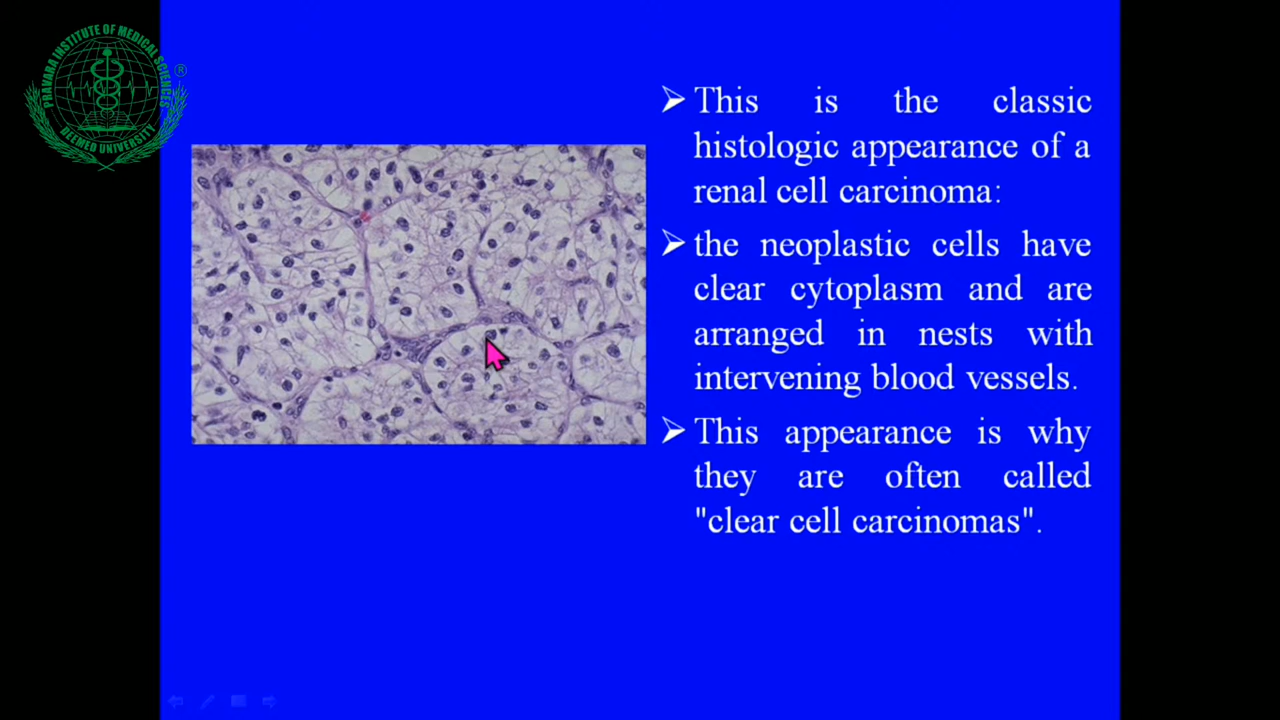 PRAVARA INSTITUTE OF MEDICAL SCIENCES
DEEMED UNIVERSITY
®
➢ This is the classic
histologic appearance of a
renal cell carcinoma:
➢ the neoplastic cells have
clear cytoplasm and are
arranged in nests with
intervening blood vessels.
➢ This appearance is why
they are often called
"clear cell carcinomas".